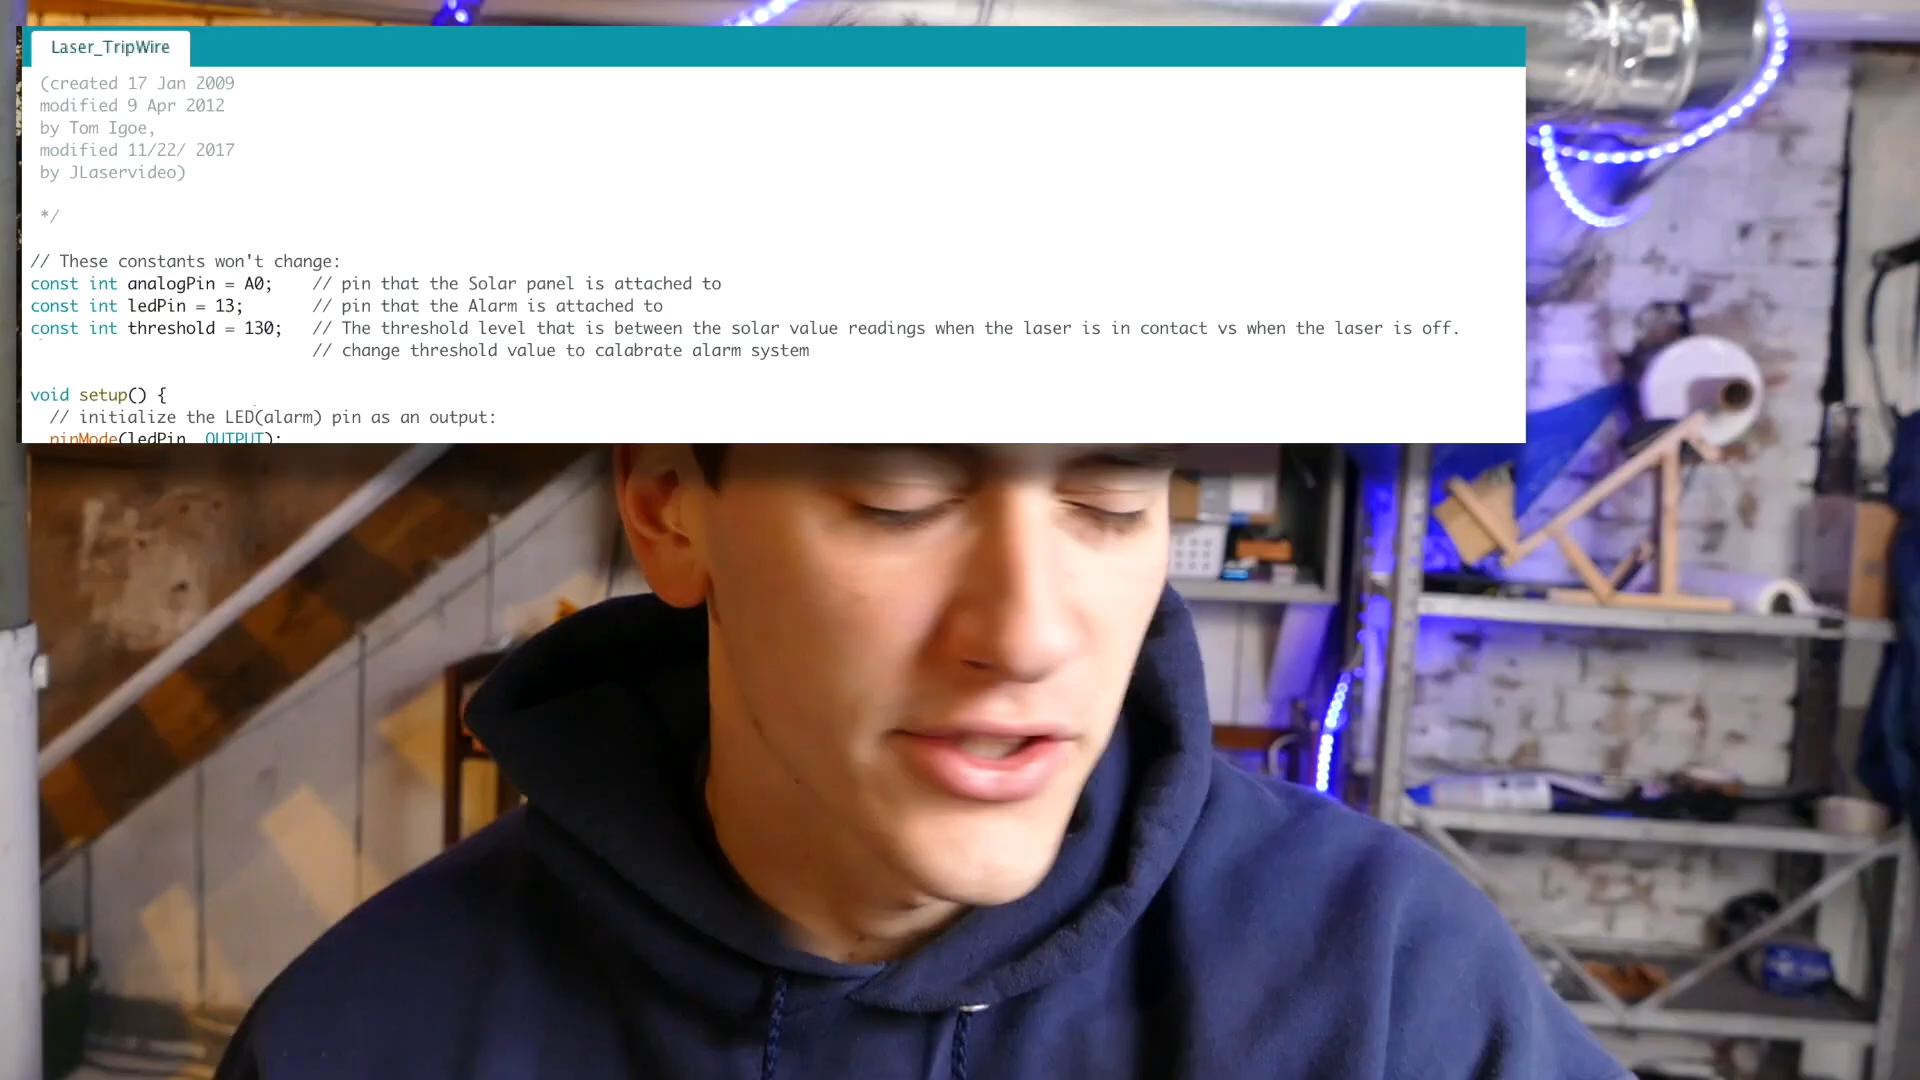 Laser_TripWire
(created 17 Jan 2009
modified 9 Apr 2012
by Tom Igoe,
modified 11/22/ 2017
by JLaservideo)
*/
// These constants won't change:
const int analogPin = A0;    // pin that the Solar panel is attached to
const int ledPin = 13;       // pin that the Alarm is attached to
const int threshold = 130;   // The threshold level that is between the solar value readings when the laser is in contact vs when the laser is off.
// change threshold value to calabrate alarm system
void setup() {
// initialize the LED(alarm) pin as an output:
pinMode(ledPin, OUTPUT);